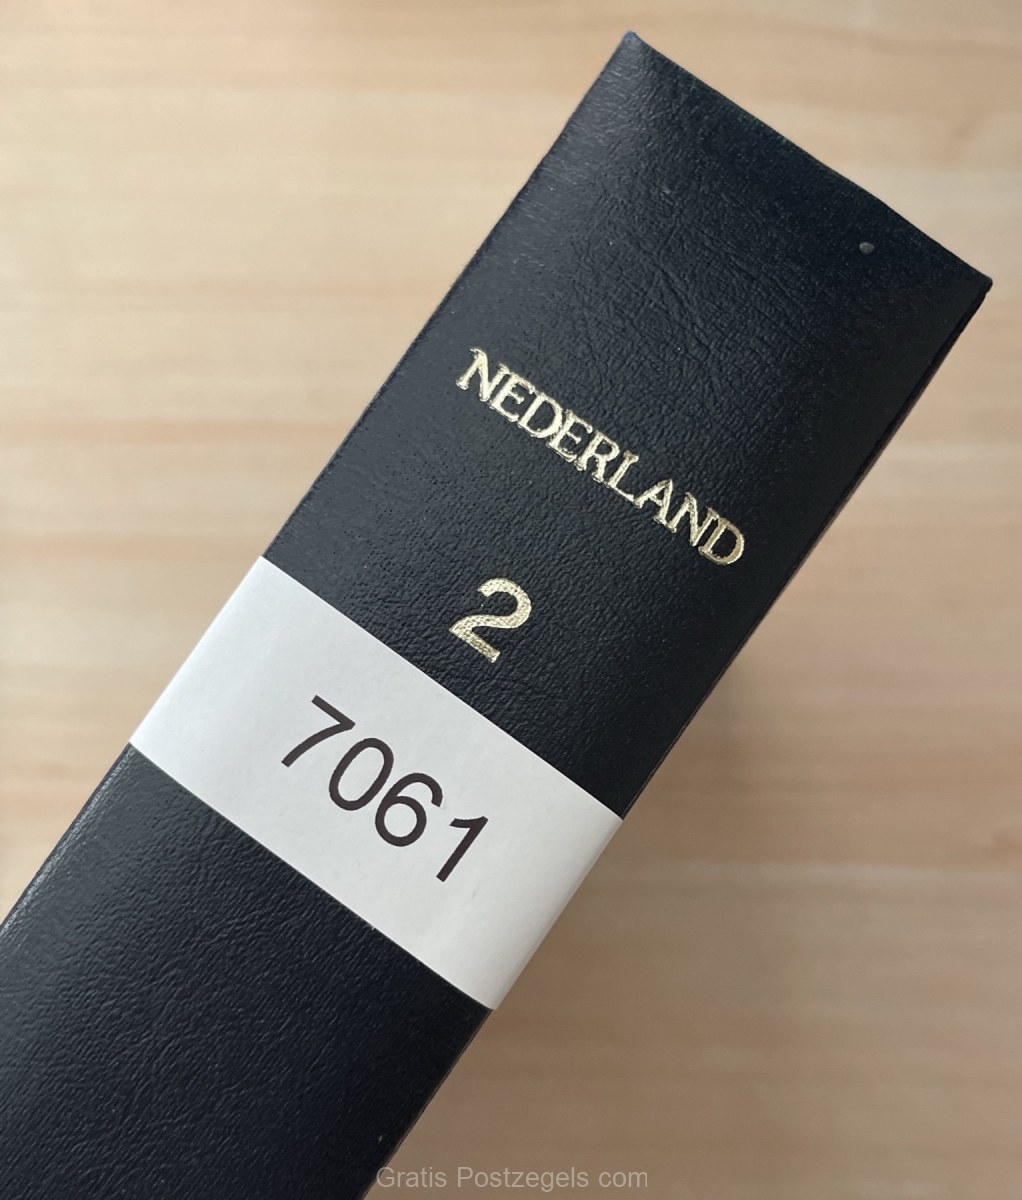 NEDERLAND
2
7061
Gratis Postzegels com